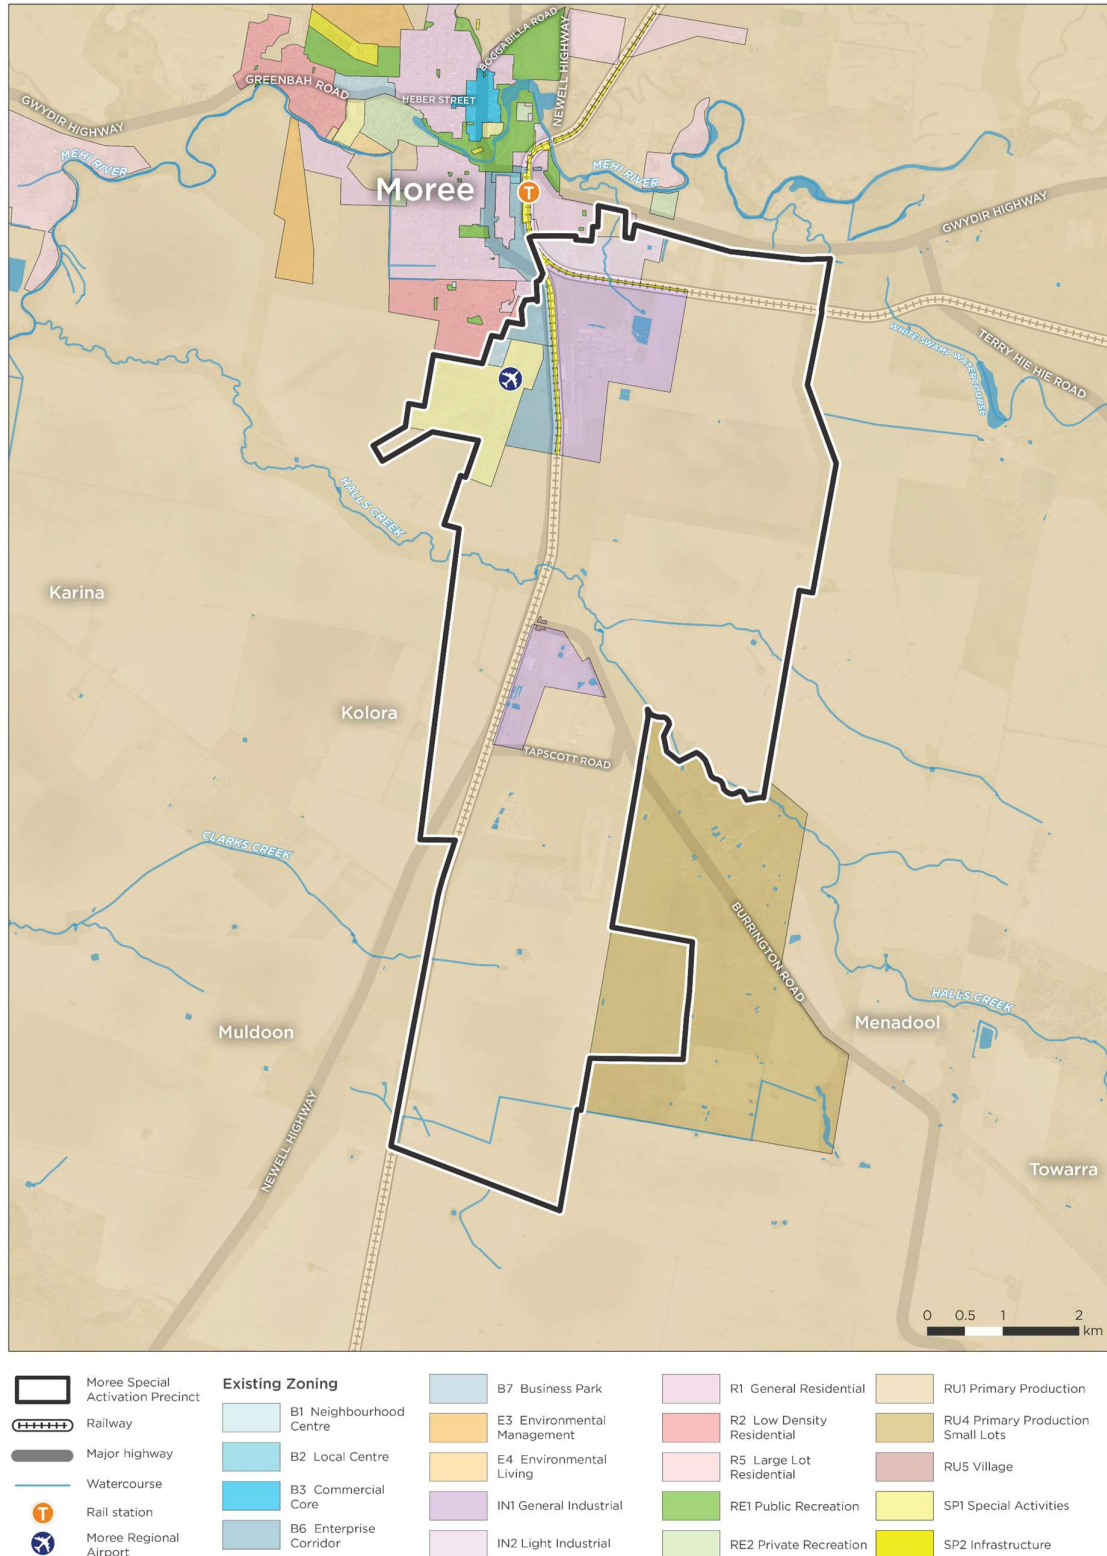 BOGGABILLA ROAD
NEWELL HIGHWAY
GREENBAH ROAD
HEBER STREET
GWYDIR HIGHWAY
MEHI RIVER
MEHI RIVER
Moree
T
GWYDIR HIGHWAY
WHITE SWAMP WATERCOURSE
TERRY HIE HIE ROAD
HALLS CREEK
Karina
Kolora
TAPSCOTT ROAD
CLARKS CREEK
BURRINGTON ROAD
HALLS CREEK
Menadool
Muldoon
NEWELL HIGHWAY
Towarra
0 0.5 1 2
km
Moree Special
Activation Precinct
Railway
Major highway
Watercourse
T
Rail station
Moree Regional
Airport
Existing Zoning
B1 Neighbourhood
Centre
B2 Local Centre
B3 Commercial
Core
B6 Enterprise
Corridor
B7 Business Park
E3 Environmental
Management
E4 Environmental
Living
IN1 General Industrial
IN2 Light Industrial
R1 General Residential
R2 Low Density
Residential
R5 Large Lot
Residential
RE1 Public Recreation
RE2 Private Recreation
RU1 Primary Production
RU4 Primary Production
Small Lots
RU5 Village
SP1 Special Activities
SP2 Infrastructure